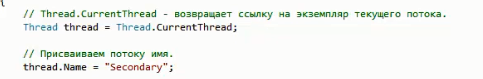 {
// Thread.CurrentThread - возвращает ссылку на экземпляр текущего потока.
Thread thread = Thread.CurrentThread;
// Присваиваем потоку имя.
thread.Name = "Secondary";